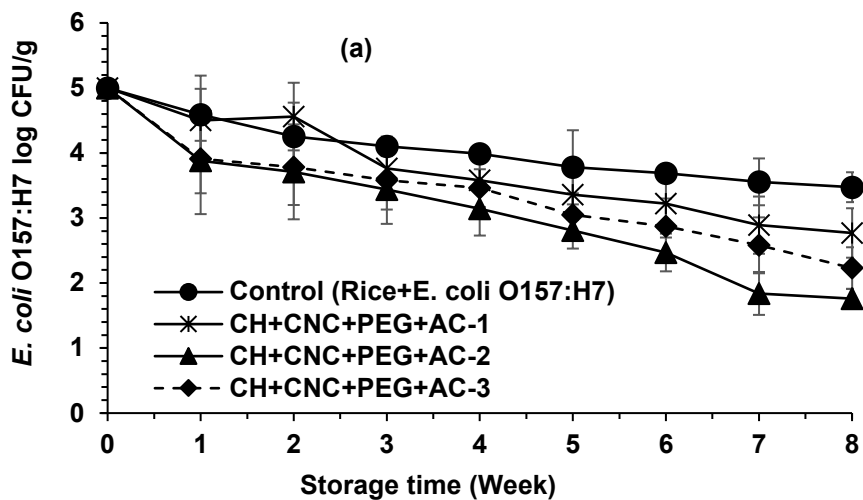 (a)
E. coli O157:H7 log CFU/g
6
5
4
3
2
1
0
Control (Rice+E. coli O157:H7)
CH+CNC+PEG+AC-1
CH+CNC+PEG+AC-2
CH+CNC+PEG+AC-3
0 1 2 3 4 5 6 7 8
Storage time (Week)